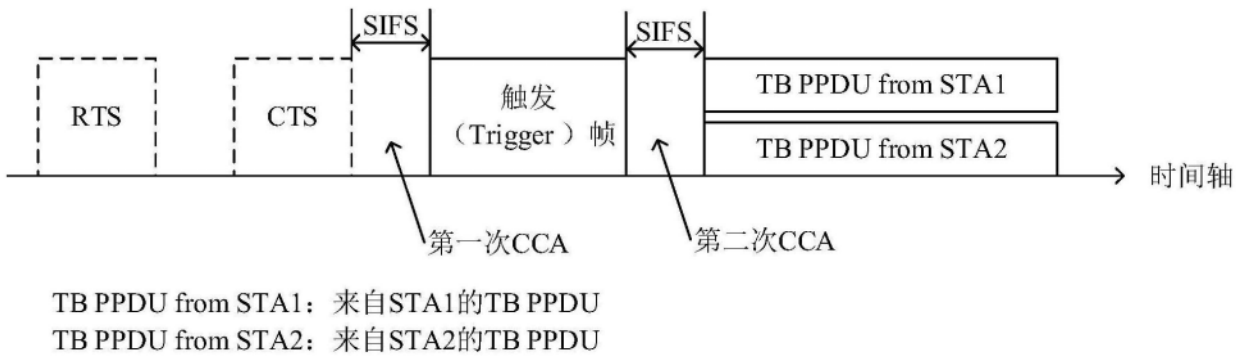 SIFS
SIFS
RTS
CTS
触发
（Trigger）帧
TB PPDU from STA1
TB PPDU from STA2
时间轴
第一次CCA
第二次CCA
TB PPDU from STA1：来自STA1的TB PPDU
TB PPDU from STA2：来自STA2的TB PPDU